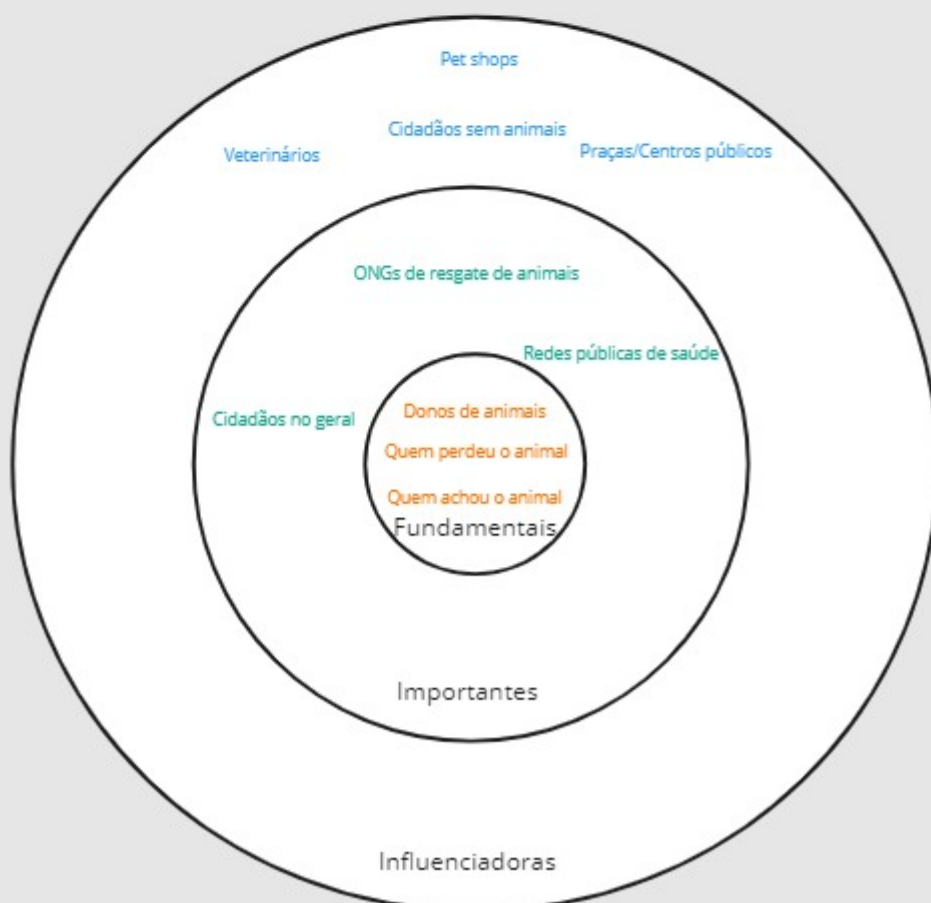 Pet shops
Cidadãos sem animais
Veterinários
Praças/Centros públicos
ONGs de resgate de animais
Redes públicas de saúde
Cidadãos no geral
Donos de animais
Quem perdeu o animal
Quem achou o animal
Fundamentais
Importantes
Influenciadoras